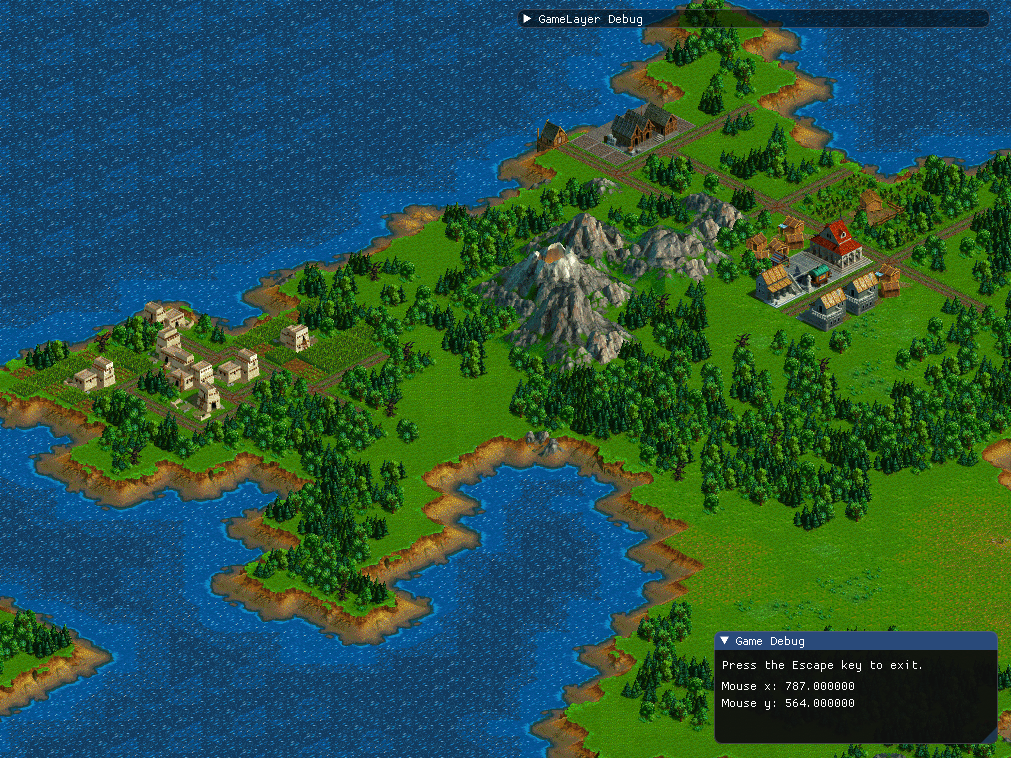 GameLayer Debug
Game Debug
Press the Escape key to exit.
Mouse x: 787.000000
Mouse y: 564.000000